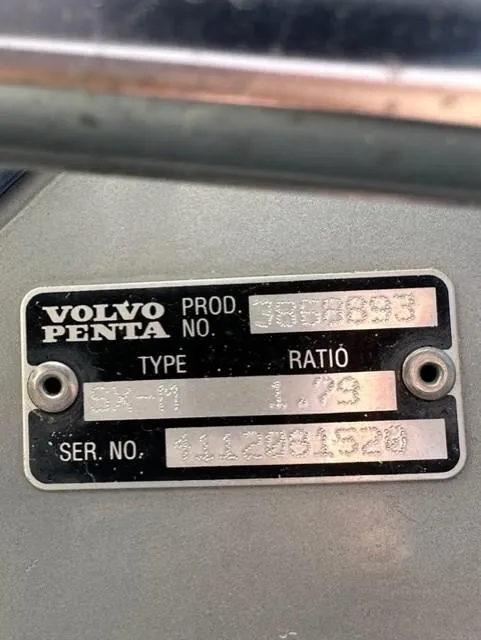 VOLVO PENTA PROD. NO. 3868893
TYPE RATIO
SX-M 1.79
SER. NO. 4112081520